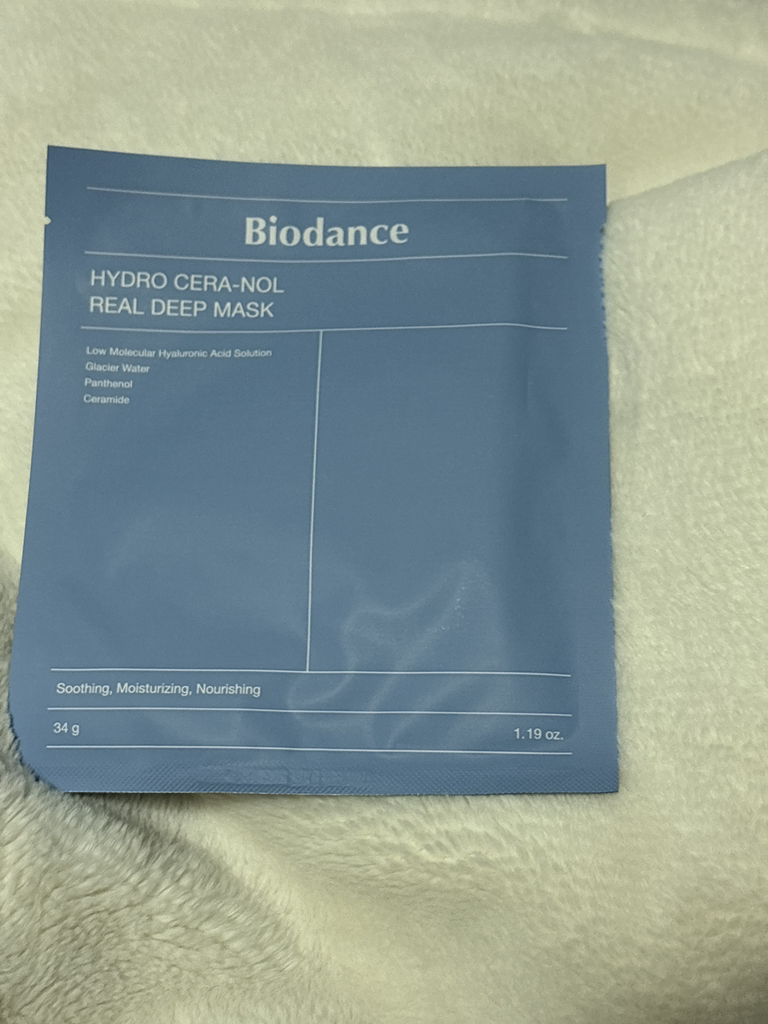 Biodance
HYDRO CERA-NOL
REAL DEEP MASK
Low Molecular Hyaluronic Acid Solution
Glacier Water
Panthenol
Ceramide
Soothing, Moisturizing, Nourishing
34 g 1.19 oz.